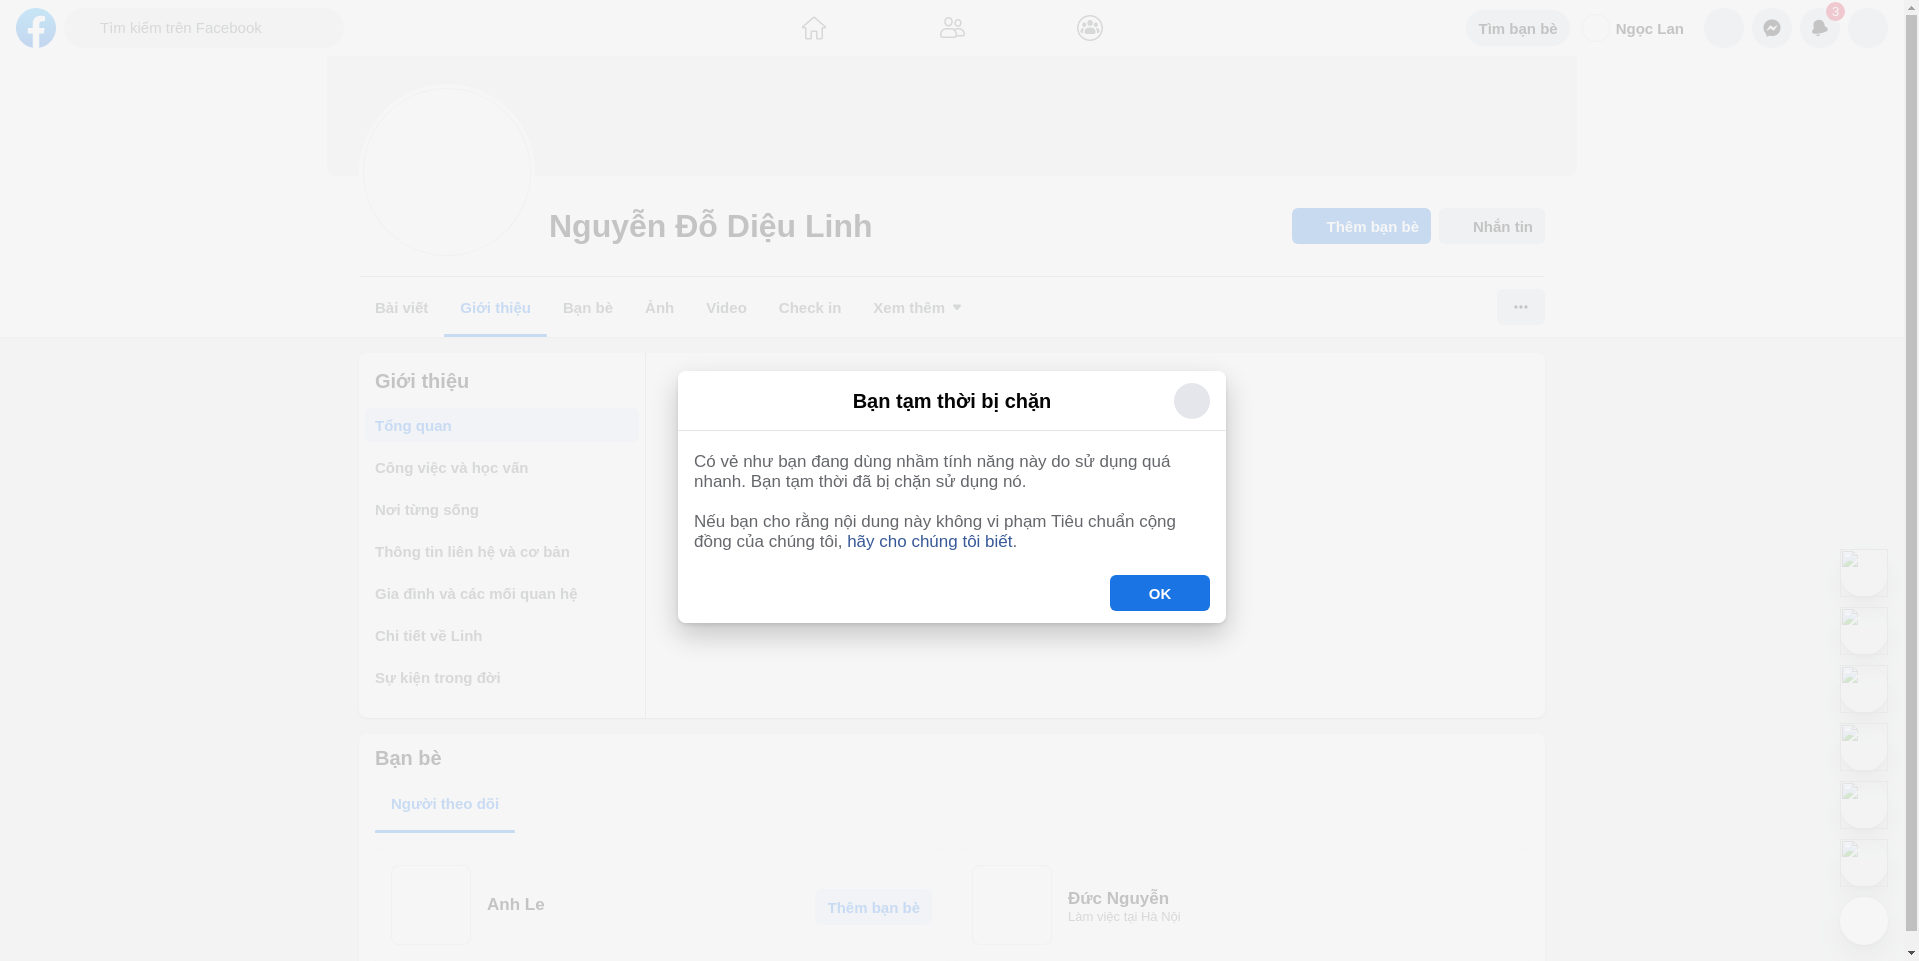 Tìm kiếm trên Facebook
Tìm bạn bè
Ngọc Lan
3
Nguyễn Đỗ Diệu Linh
Thêm bạn bè
Nhắn tin
Bài viết
Giới thiệu
Bạn bè
Ảnh
Video
Check in
Xem thêm
Giới thiệu
Tổng quan
Công việc và học vấn
Nơi từng sống
Thông tin liên hệ và cơ bản
Gia đình và các mối quan hệ
Chi tiết về Linh
Sự kiện trong đời
Bạn tạm thời bị chặn
Có vẻ như bạn đang dùng nhầm tính năng này do sử dụng quá
nhanh. Bạn tạm thời đã bị chặn sử dụng nó.
Nếu bạn cho rằng nội dung này không vi phạm Tiêu chuẩn cộng
đồng của chúng tôi, hãy cho chúng tôi biết.
OK
Bạn bè
Người theo dõi
Anh Le
Thêm bạn bè
Đức Nguyễn
Làm việc tại Hà Nội